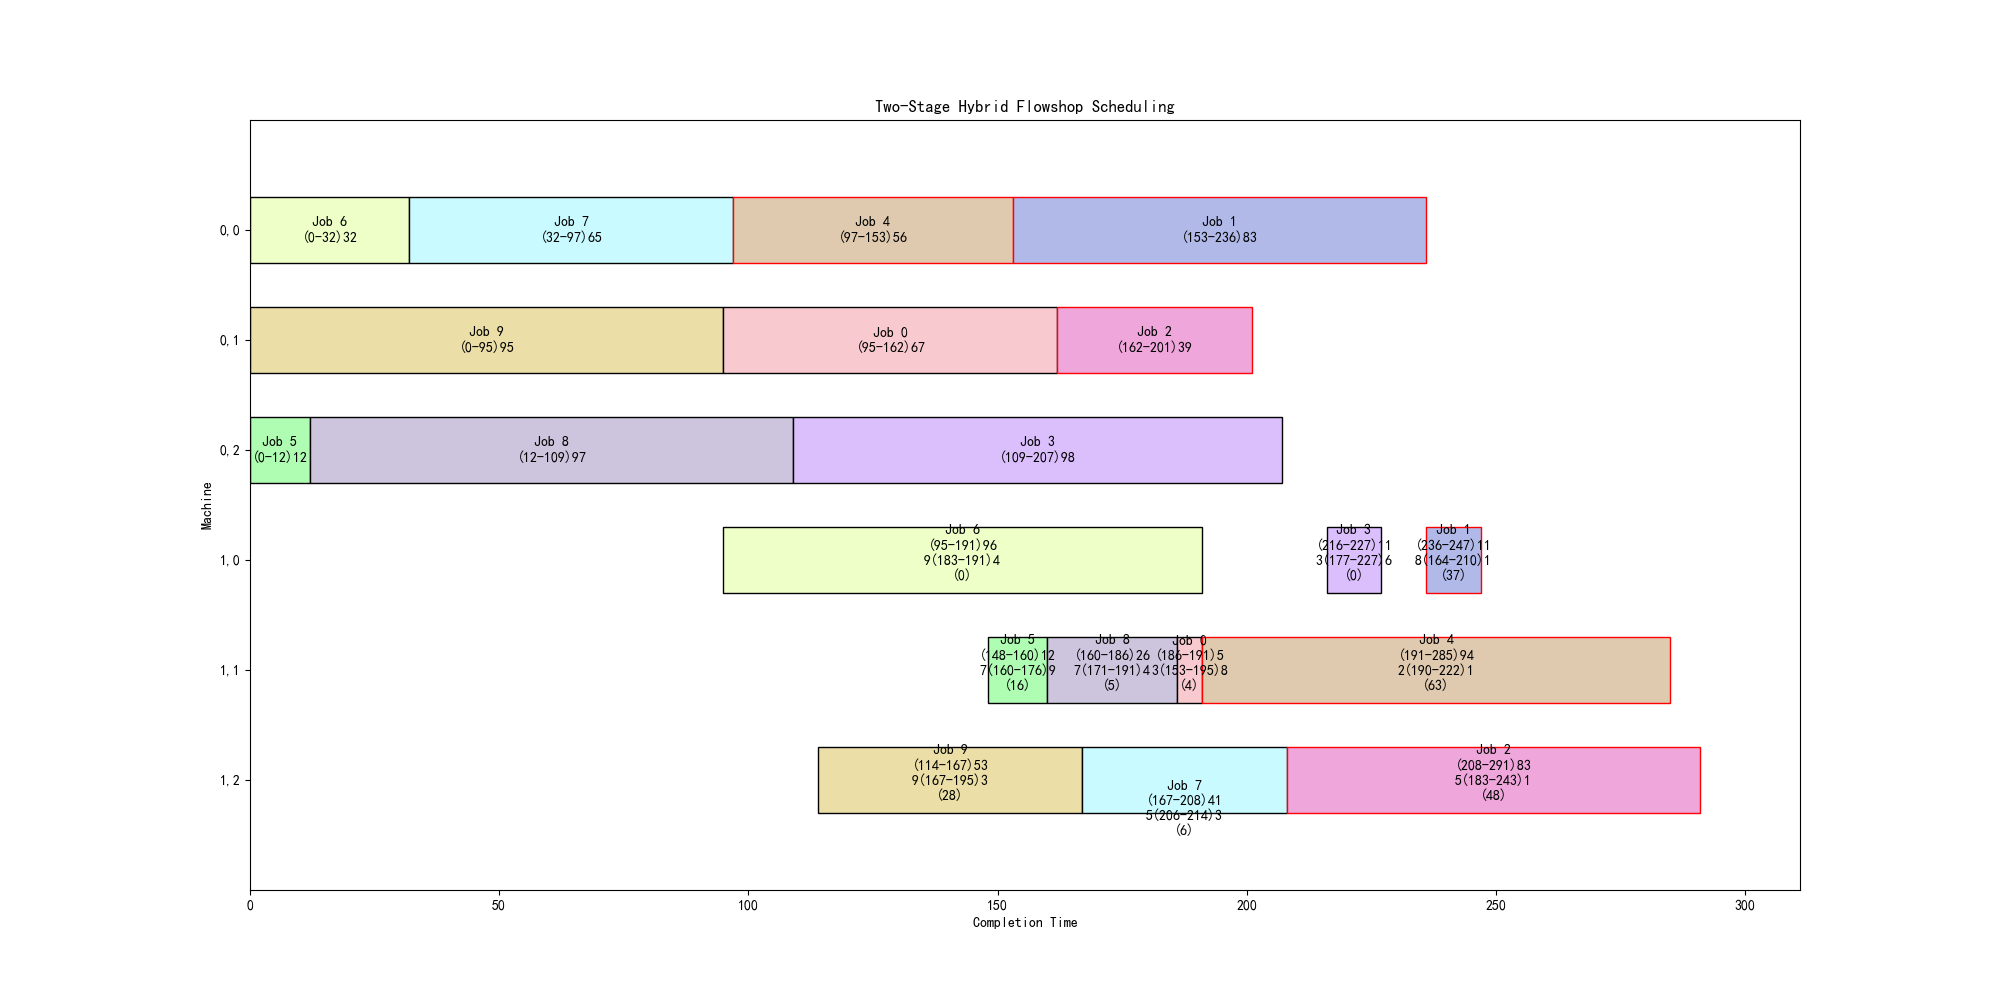 Two-Stage Hybrid Flowshop Scheduling
Machine
0,0
Job 6
(0-32)32
Job 7
(32-97)65
Job 4
(97-153)56
Job 1
(153-236)83
0,1
Job 9
(0-95)95
Job 0
(95-162)67
Job 2
(162-201)39
0,2
Job 5
(0-12)12
Job 8
(12-109)97
Job 3
(109-207)98
1,0
Job 6
(95-191)96
9(183-191)4
(0)
Job 3
(216-227)11
3(177-227)6
(0)
Job 1
(236-247)11
8(164-210)1
(37)
1,1
Job 5
(148-160)12
7(160-176)9
(16)
Job 8
(160-186)26
7(171-191)4
(5)
Job 0
(186-191)5
3(153-195)8
(4)
Job 4
(191-285)94
2(190-222)1
(63)
1,2
Job 9
(114-167)53
9(167-195)3
(28)
Job 7
(167-208)41
5(206-214)3
(6)
Job 2
(208-291)83
5(183-243)1
(48)
0
50
100
150
200
250
300
Completion Time